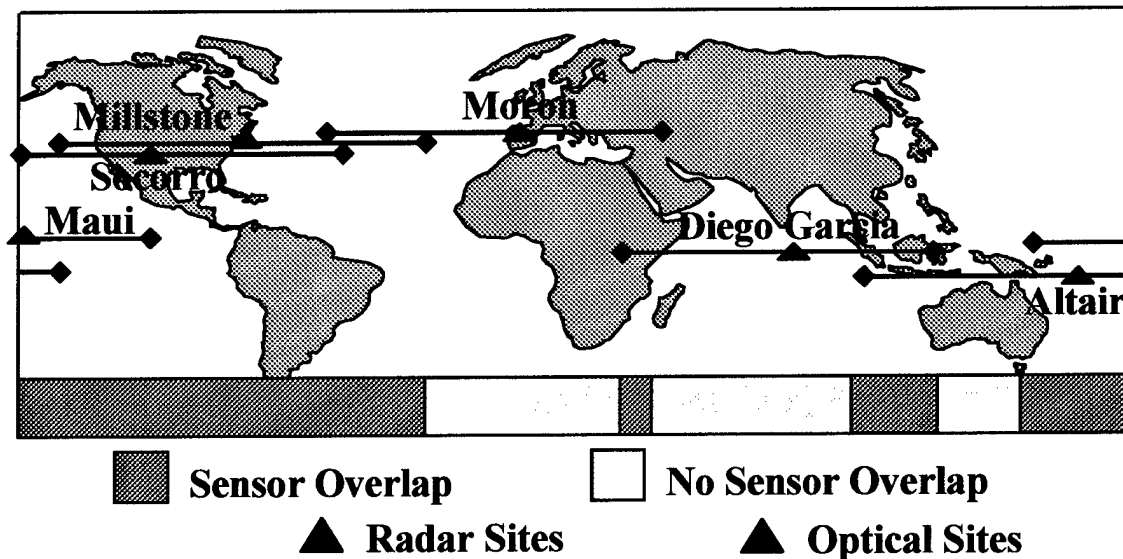 Millstone
Moron
Socorro
Maui
Diego Garcia
Altair
Sensor Overlap
No Sensor Overlap
Radar Sites
Optical Sites